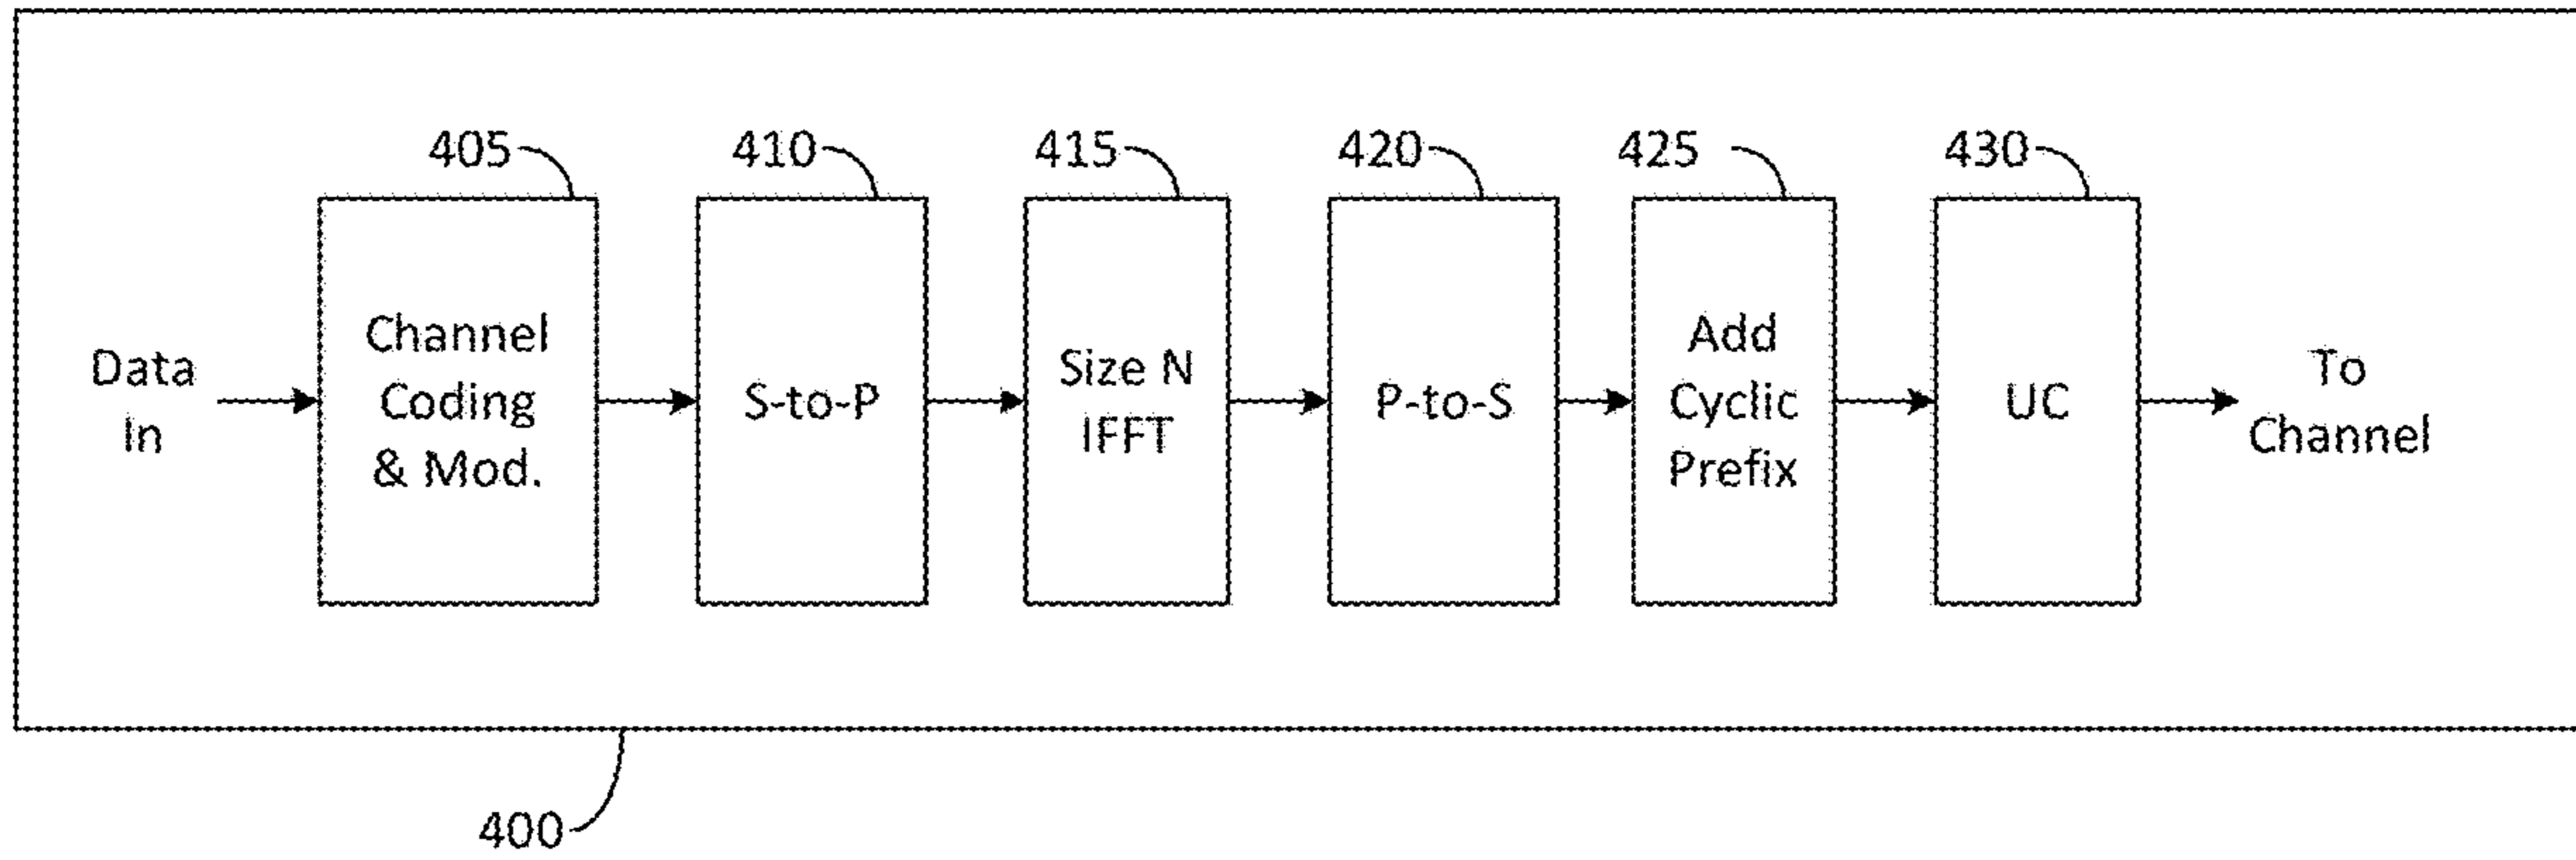 405
410
415
420
425
430
Data
In
Channel
Coding
& Mod.
S-to-P
Size N
IFFT
P-to-S
Add
Cyclic
Prefix
UC
To
Channel
400